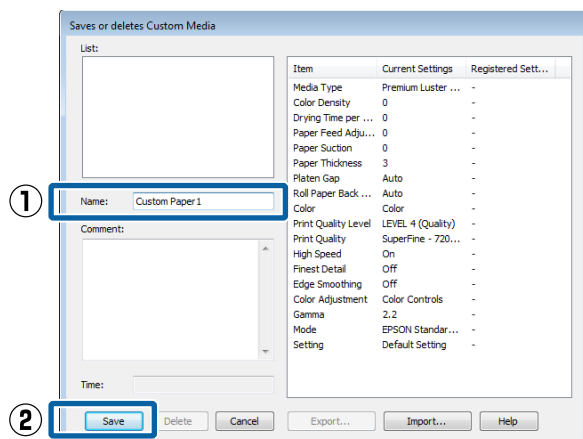 Saves or deletes Custom Media
List:
Item Current Settings Registered Sett...
Media Type Premium Luster ... -
Color Density 0 -
Drying Time per ... 0 -
Paper Feed Adju... 0 -
Paper Suction 0 -
Paper Thickness 3 -
Platen Gap Auto -
Roll Paper Back ... Auto -
Color Color -
Print Quality Level LEVEL 4 (Quality) -
Print Quality SuperFine - 720... -
High Speed On -
Finest Detail Off -
Edge Smoothing Off -
Color Adjustment Color Controls -
Gamma 2.2 -
Mode EPSON Standar... -
Setting Default Setting -
① Name: Custom Paper1
Comment:
Time:
② Save Delete Cancel Export... Import... Help